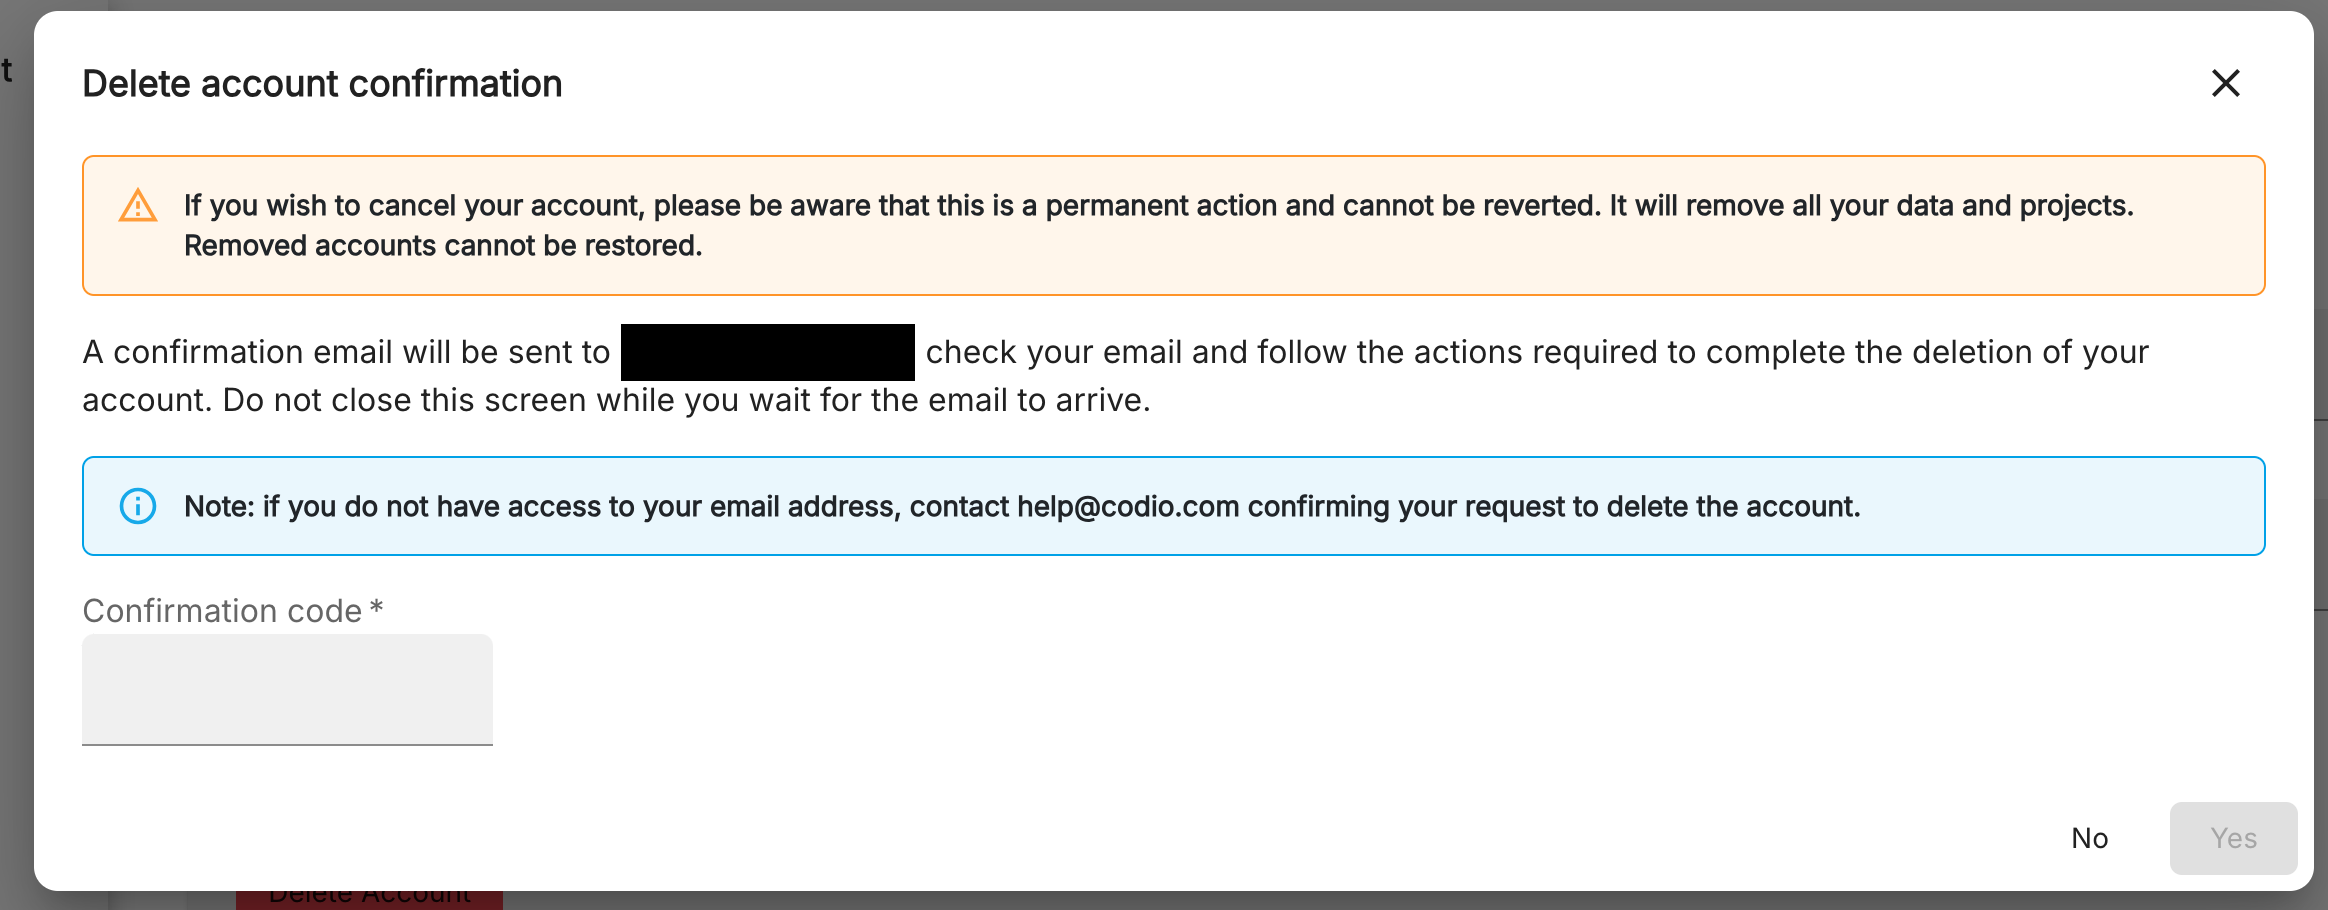 t
Delete account confirmation
If you wish to cancel your account, please be aware that this is a permanent action and cannot be reverted. It will remove all your data and projects.
Removed accounts cannot be restored.
A confirmation email will be sent to check your email and follow the actions required to complete the deletion of your
account. Do not close this screen while you wait for the email to arrive.
Note: if you do not have access to your email address, contact help@codio.com confirming your request to delete the account.
Confirmation code *
No
Yes
Delete Account